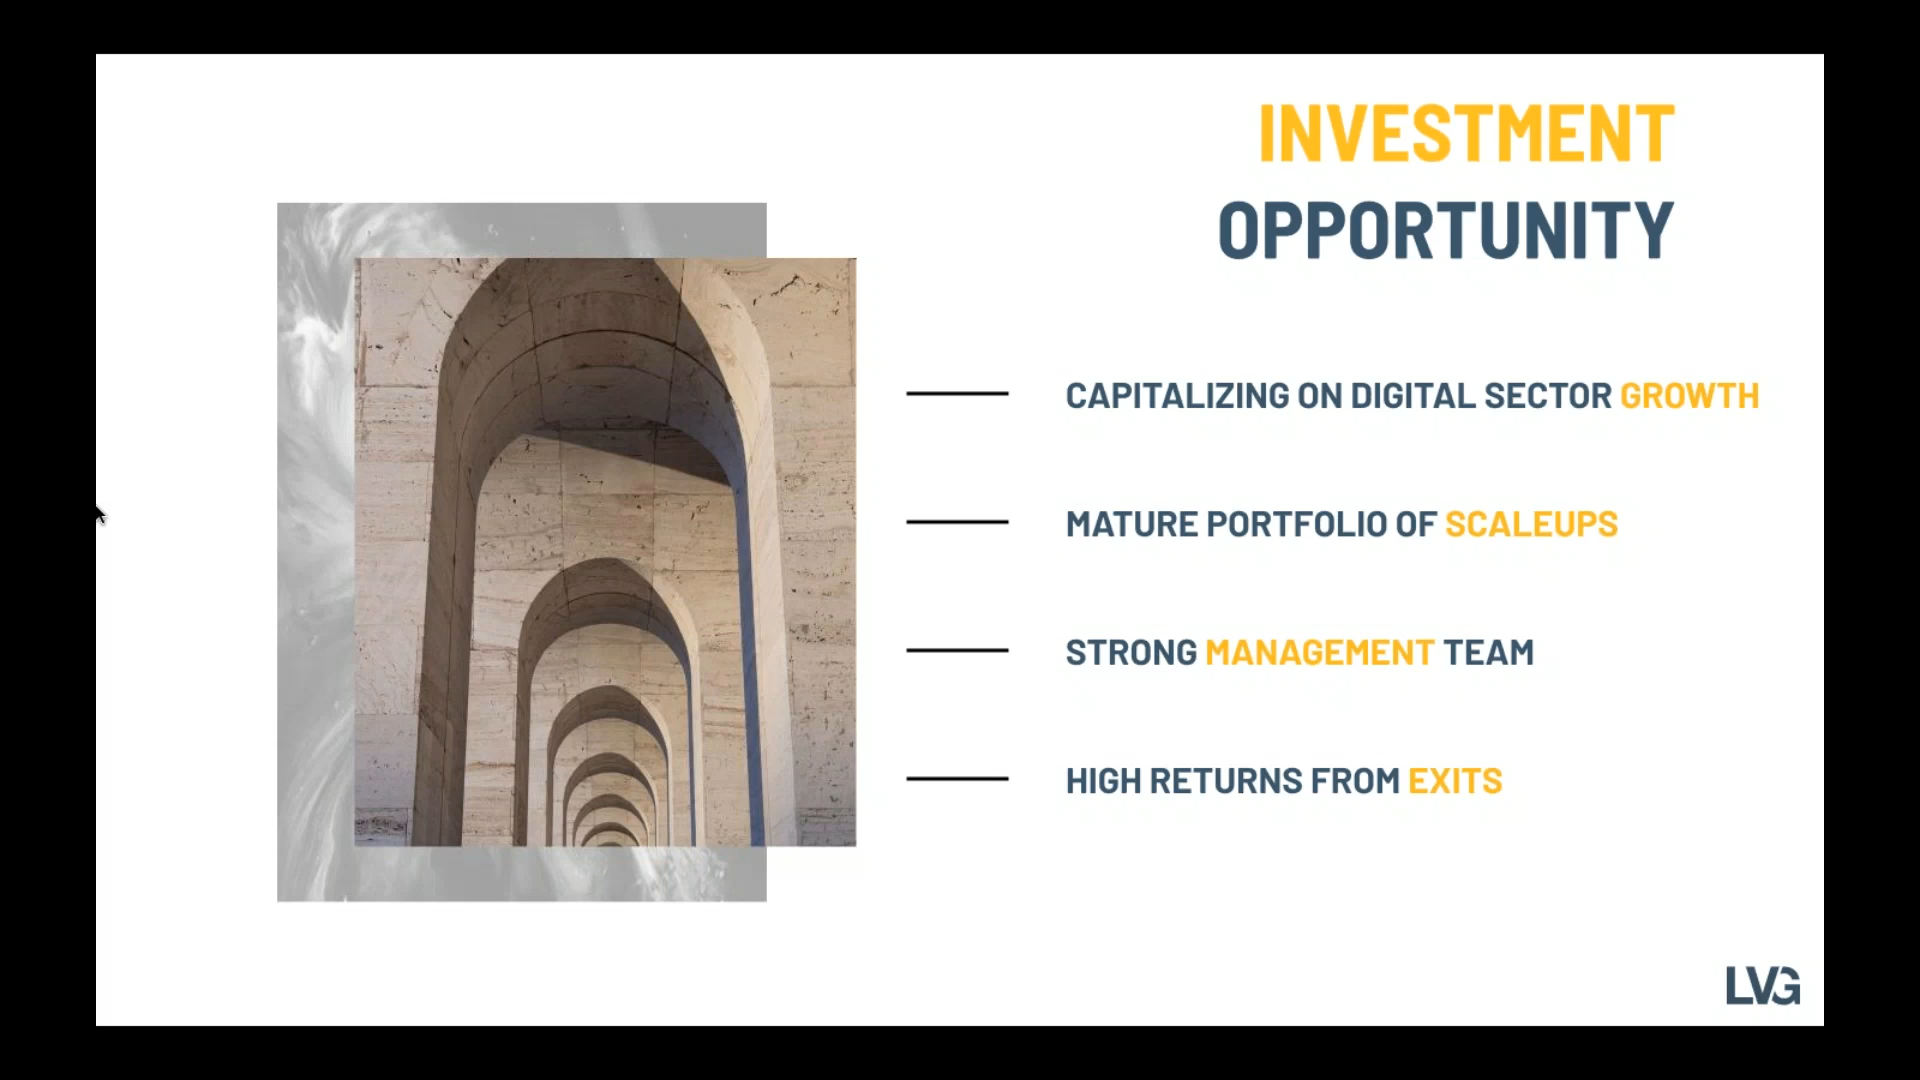 INVESTMENT
OPPORTUNITY
CAPITALIZING ON DIGITAL SECTOR GROWTH
MATURE PORTFOLIO OF SCALEUPS
STRONG MANAGEMENT TEAM
HIGH RETURNS FROM EXITS
LVG